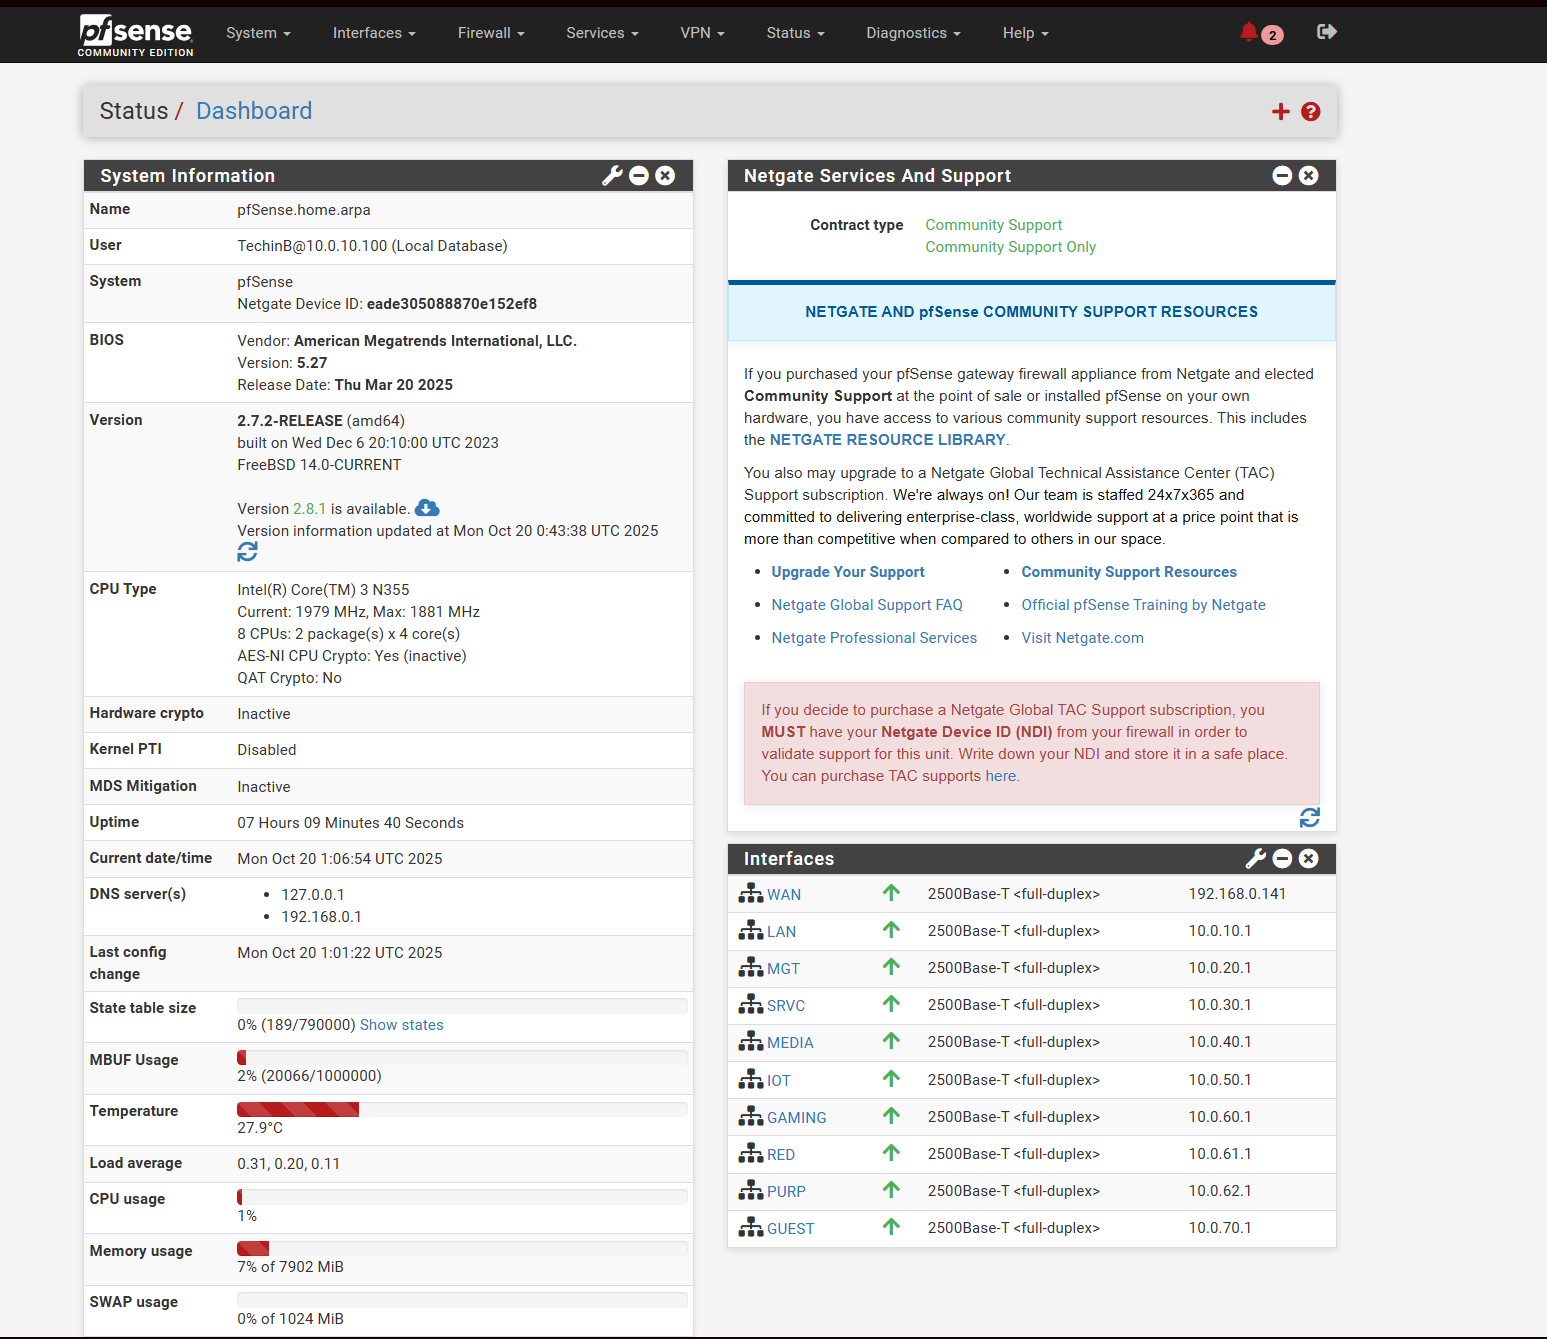 pfsense
COMMUNITY EDITION
System Interfaces Firewall Services VPN Status Diagnostics Help 2
Status / Dashboard
System Information
Name pfSense.home.arpa
User TechinB@10.0.10.100 (Local Database)
System pfSense
Netgate Device ID: eade305088870e152ef8
BIOS Vendor: American Megatrends International, LLC.
Version: 5.27
Release Date: Thu Mar 20 2025
Version 2.7.2-RELEASE (amd64)
built on Wed Dec 6 20:10:00 UTC 2023
FreeBSD 14.0-CURRENT
Version 2.8.1 is available.
Version information updated at Mon Oct 20 0:43:38 UTC 2025
CPU Type Intel(R) Core(TM) 3 N355
Current: 1979 MHz, Max: 1881 MHz
8 CPUs: 2 package(s) x 4 core(s)
AES-NI CPU Crypto: Yes (inactive)
QAT Crypto: No
Hardware crypto Inactive
Kernel PTI Disabled
MDS Mitigation Inactive
Uptime 07 Hours 09 Minutes 40 Seconds
Current date/time Mon Oct 20 1:06:54 UTC 2025
DNS server(s) • 127.0.0.1
• 192.168.0.1
Last config Mon Oct 20 1:01:22 UTC 2025
change
State table size
0% (189/790000) Show states
MBUF Usage
2% (20066/1000000)
Temperature
27.9°C
Load average 0.31, 0.20, 0.11
CPU usage
1%
Memory usage
7% of 7902 MiB
SWAP usage
0% of 1024 MiB
Netgate Services And Support
Contract type Community Support
Community Support Only
NETGATE AND pfSense COMMUNITY SUPPORT RESOURCES
If you purchased your pfSense gateway firewall appliance from Netgate and elected
Community Support at the point of sale or installed pfSense on your own
hardware, you have access to various community support resources. This includes
the NETGATE RESOURCE LIBRARY.
You also may upgrade to a Netgate Global Technical Assistance Center (TAC)
Support subscription. We're always on! Our team is staffed 24x7x365 and
committed to delivering enterprise-class, worldwide support at a price point that is
more than competitive when compared to others in our space.
• Upgrade Your Support • Community Support Resources
• Netgate Global Support FAQ • Official pfSense Training by Netgate
• Netgate Professional Services • Visit Netgate.com
If you decide to purchase a Netgate Global TAC Support subscription, you
MUST have your Netgate Device ID (NDI) from your firewall in order to
validate support for this unit. Write down your NDI and store it in a safe place.
You can purchase TAC supports here.
Interfaces
WAN 2500Base-T <full-duplex> 192.168.0.141
LAN 2500Base-T <full-duplex> 10.0.10.1
MGT 2500Base-T <full-duplex> 10.0.20.1
SRVC 2500Base-T <full-duplex> 10.0.30.1
MEDIA 2500Base-T <full-duplex> 10.0.40.1
IOT 2500Base-T <full-duplex> 10.0.50.1
GAMING 2500Base-T <full-duplex> 10.0.60.1
RED 2500Base-T <full-duplex> 10.0.61.1
PURP 2500Base-T <full-duplex> 10.0.62.1
GUEST 2500Base-T <full-duplex> 10.0.70.1